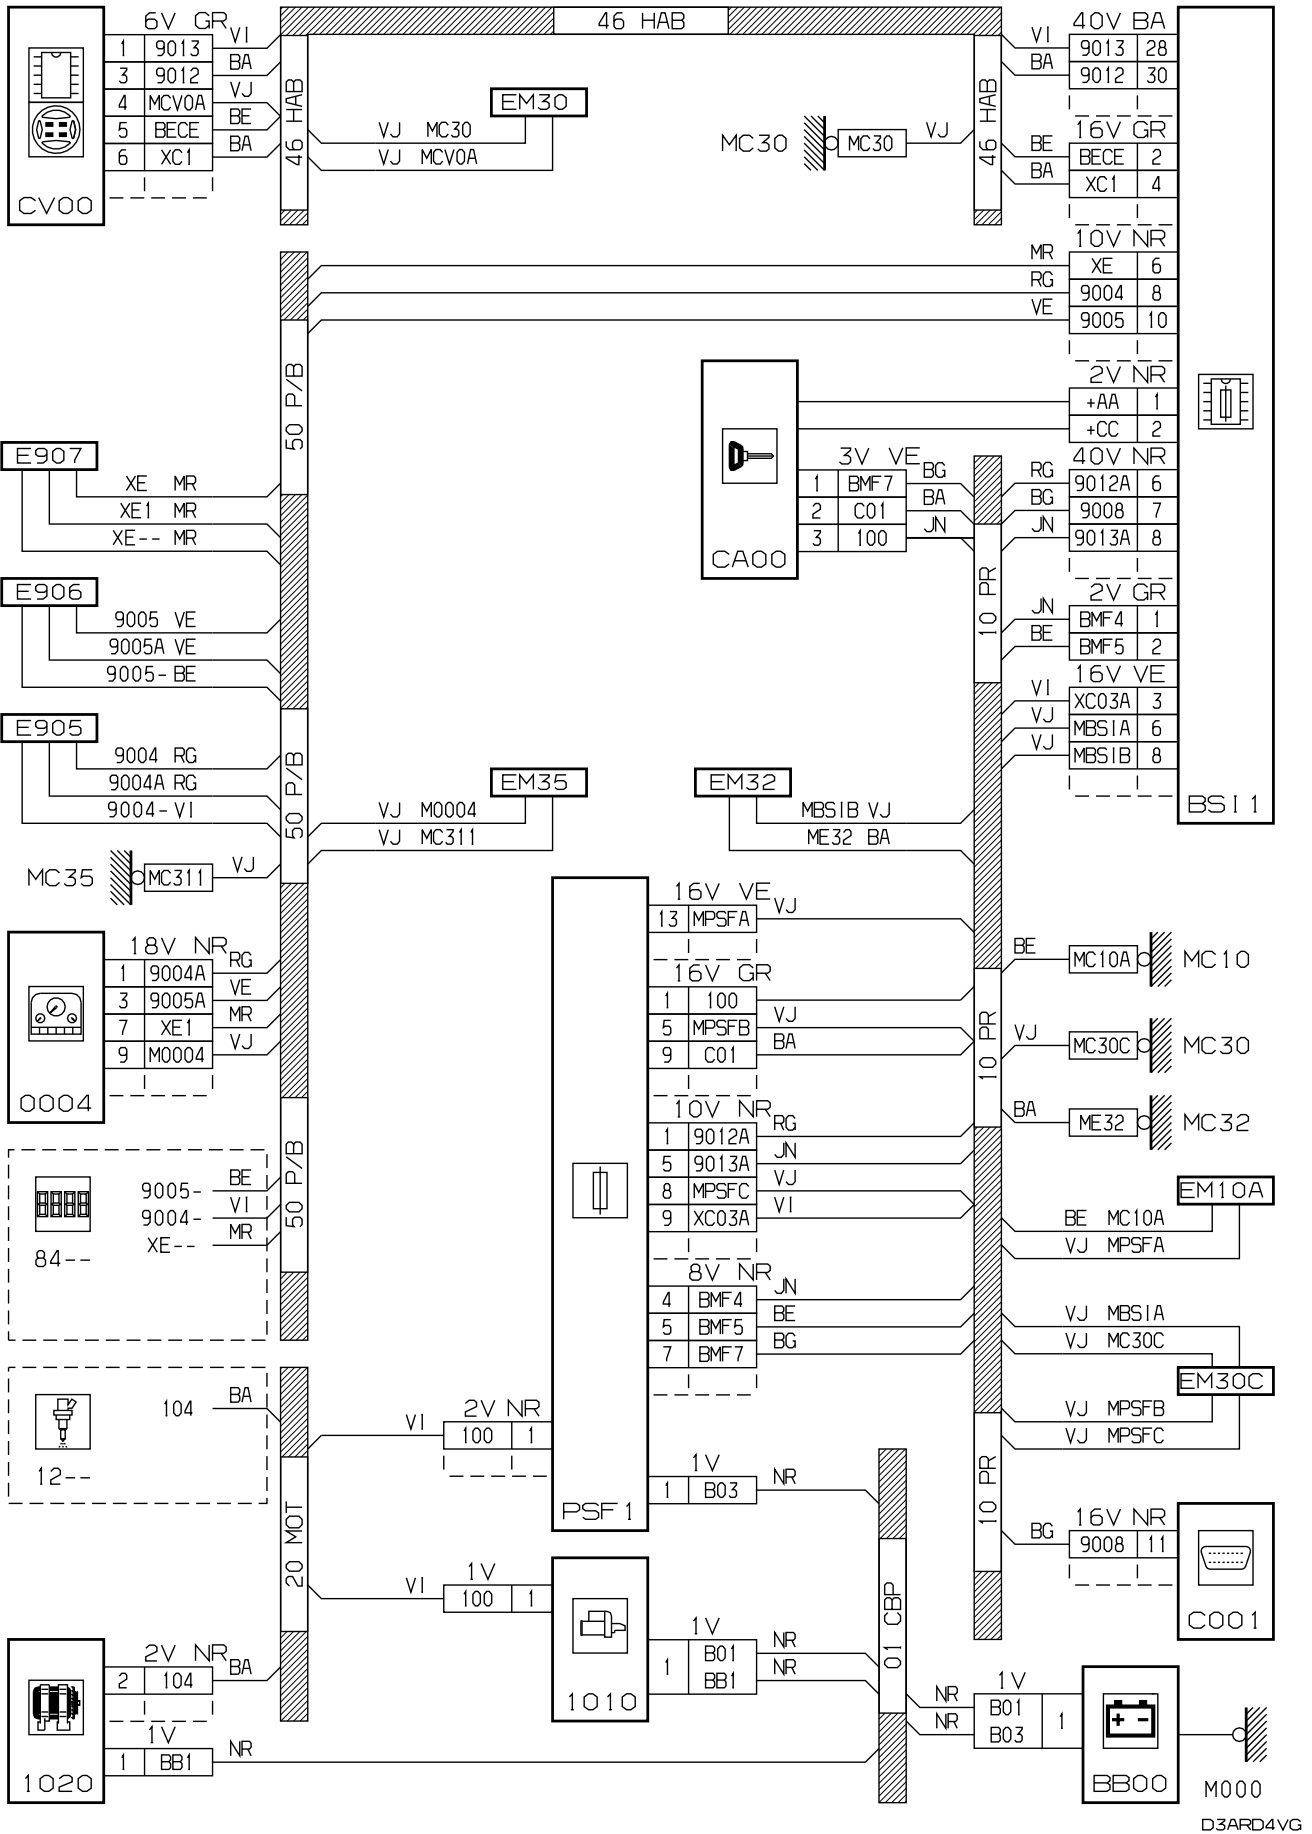 46 HAB
6V GR
1 9013 VI
3 9012 BA
4 MCV0A VJ
5 BECE BE
6 XC1 BA
CV00
46 HAB
EM30
VJ MC30
VJ MCV0A
MC30
MC30 VJ
46 HAB
40V BA
VI 9013 28
BA 9012 30
16V GR
BE BECE 2
BA XC1 4
10V NR
MR XE 6
RG 9004 8
VE 9005 10
2V NR
+AA 1
+CC 2
40V NR
RG 9012A 6
BG 9008 7
JN 9013A 8
2V GR
JN BMF4 1
BE BMF5 2
16V VE
VI XC03A 3
VJ MBSIA 6
VJ MBSIB 8
BSI1
50 P/B
CA00
3V VE
1 BMF7 BG
2 C01 BA
3 100 JN
10 PR
E907
XE MR
XE1 MR
XE-- MR
E906
9005 VE
9005A VE
9005- BE
E905
9004 RG
9004A RG
9004- VI
50 P/B
MC35
MC311 VJ
EM35
VJ M0004
VJ MC311
EM32
MBSIB VJ
ME32 BA
18V NR
1 9004A RG
3 9005A VE
7 XE1 MR
9 M0004 VJ
0004
50 P/B
9005- BE
9004- VI
XE-- MR
84--
16V VE
13 MPSFA VJ
16V GR
1 100
5 MPSFB VJ
9 C01 BA
10V NR
1 9012A RG
5 9013A JN
8 MPSFC VJ
9 XC03A VI
8V NR
4 BMF4 JN
5 BMF5 BE
7 BMF7 BG
1V
1 B03 NR
PSF1
10 PR
BE MC10A MC10
VJ MC30C MC30
BA ME32 MC32
EM10A
BE MC10A
VJ MPSFA
VJ MBSIA
VJ MC30C
EM30C
VJ MPSFB
VJ MPSFC
10 PR
16V NR
BG 9008 11
C001
104 BA
12--
20 MOT
2V NR
VI 100 1
1V
VI 100 1
1V
1 B01 NR
BB1 NR
1010
01 CBP
2V NR
2 104 BA
1V
1 BB1 NR
1020
1V
NR B01 1
NR B03
BB00
M000
D3ARD4VG